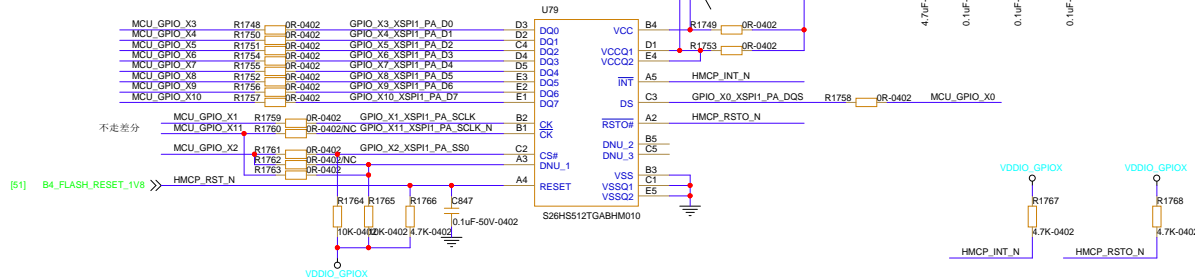 U79
MCU_GPIO_X3 R1748 0R-0402 GPIO_X3_XSPI1_PA_D0 D3 DQ0
MCU_GPIO_X4 R1750 0R-0402 GPIO_X4_XSPI1_PA_D1 D2 DQ1
MCU_GPIO_X5 R1751 0R-0402 GPIO_X5_XSPI1_PA_D2 C4 DQ2
MCU_GPIO_X6 R1754 0R-0402 GPIO_X6_XSPI1_PA_D3 D4 DQ3
MCU_GPIO_X7 R1755 0R-0402 GPIO_X7_XSPI1_PA_D4 D5 DQ4
MCU_GPIO_X8 R1752 0R-0402 GPIO_X8_XSPI1_PA_D5 E3 DQ5
MCU_GPIO_X9 R1756 0R-0402 GPIO_X9_XSPI1_PA_D6 E2 DQ6
MCU_GPIO_X10 R1757 0R-0402 GPIO_X10_XSPI1_PA_D7 E1 DQ7
不走差分
MCU_GPIO_X1 R1759 0R-0402 GPIO_X1_XSPI1_PA_SCLK B2 CK
MCU_GPIO_X11 R1760 0R-0402/NC GPIO_X11_XSPI1_PA_SCLK_N B1 CK
MCU_GPIO_X2 R1761 0R-0402 GPIO_X2_XSPI1_PA_SS0 C2 CS#
R1762 0R-0402/NC A3 DNU_1
R1763 0R-0402
[51] B4_FLASH_RESET_1V8 HMCP_RST_N A4 RESET
VCC B4 R1749 0R-0402
VCCQ1 D1 R1753 0R-0402
VCCQ2 E4
INT A5 HMCP_INT_N
DS C3 GPIO_X0_XSPI1_PA_DQS R1758 0R-0402 MCU_GPIO_X0
RSTO# A2 HMCP_RSTO_N
DNU_2 B5
DNU_3 C5
VSS B3
VSSQ1 C1
VSSQ2 E5
S26HS512TGABHM010
R1764 R1765 R1766 C847
10K-0402 10K-0402 4.7K-0402 0.1uF-50V-0402
VDDIO_GPIOX
4.7uF- 0.1uF- 0.1uF- 0.1uF-
VDDIO_GPIOX VDDIO_GPIOX
R1767 R1768
4.7K-0402 4.7K-0402
HMCP_INT_N HMCP_RSTO_N